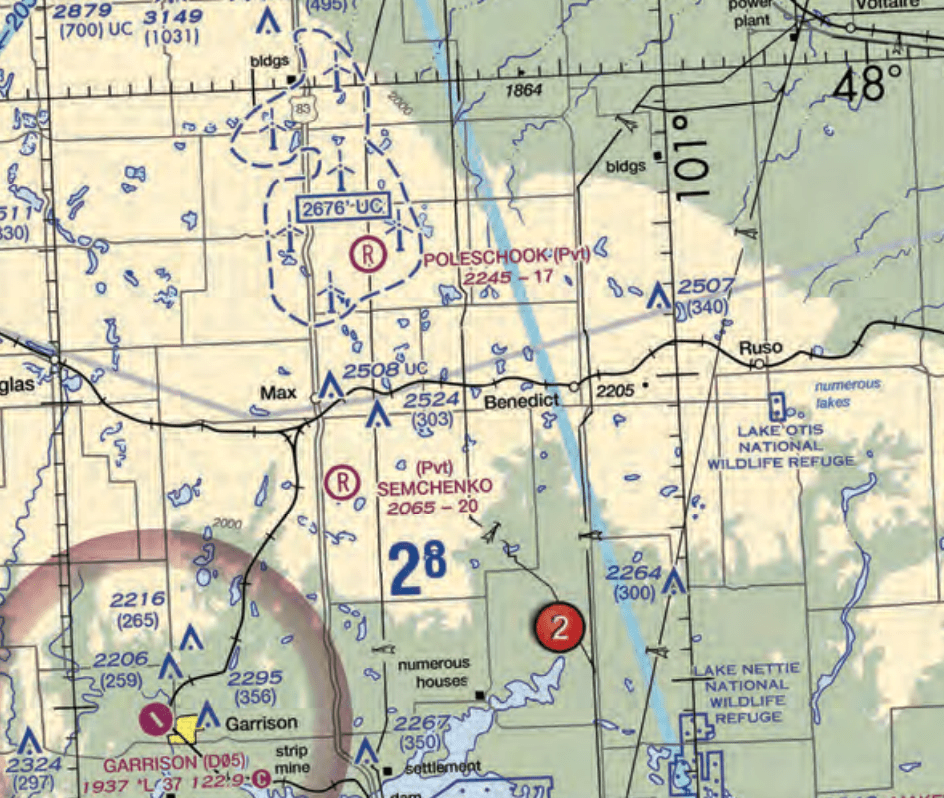 2879
(700) UC
3149
(1031)
(495)
power
plant
Voltaire
bldgs
83
2000
1864
48°
101°
bldgs
2676' UC
R
POLESCHOOK (Pvt)
2245 - 17
2507
(340)
Max
2508 UC
2524
(303)
Benedict
2205
Ruso
numerous
lakes
LAKE OTIS
NATIONAL
WILDLIFE REFUGE
R
(Pvt)
SEMCHENKO
2065 - 20
2000
28
2264
(300)
2
2216
(265)
2206
(259)
2295
(356)
Garrison
numerous
houses
LAKE NETTIE
NATIONAL
WILDLIFE
REFUGE
2267
(350)
strip
mine
settlement
dam
2324
(297)
GARRISON (D05)
1937 *L 37 122.9 C